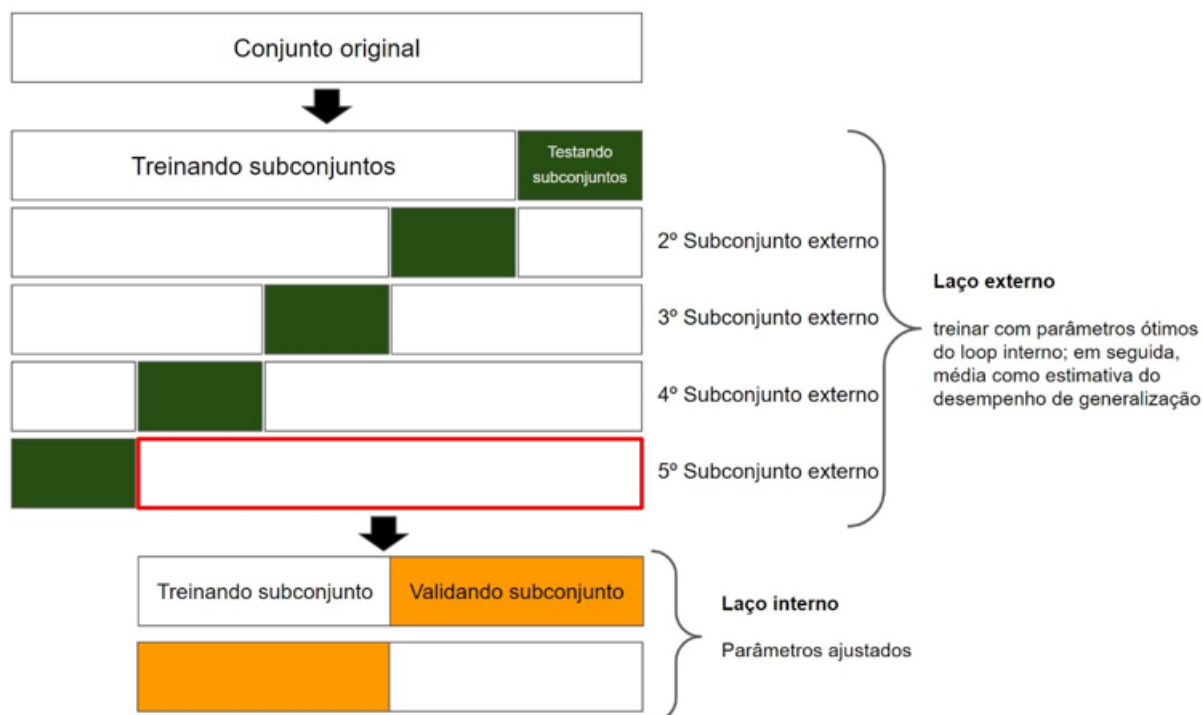 Conjunto original
Treinando subconjuntos
Testando
subconjuntos
2º Subconjunto externo
3º Subconjunto externo
4º Subconjunto externo
5º Subconjunto externo
Laço externo
treinar com parâmetros ótimos
do loop interno; em seguida,
média como estimativa do
desempenho de generalização
Treinando subconjunto
Validando subconjunto
Laço interno
Parâmetros ajustados